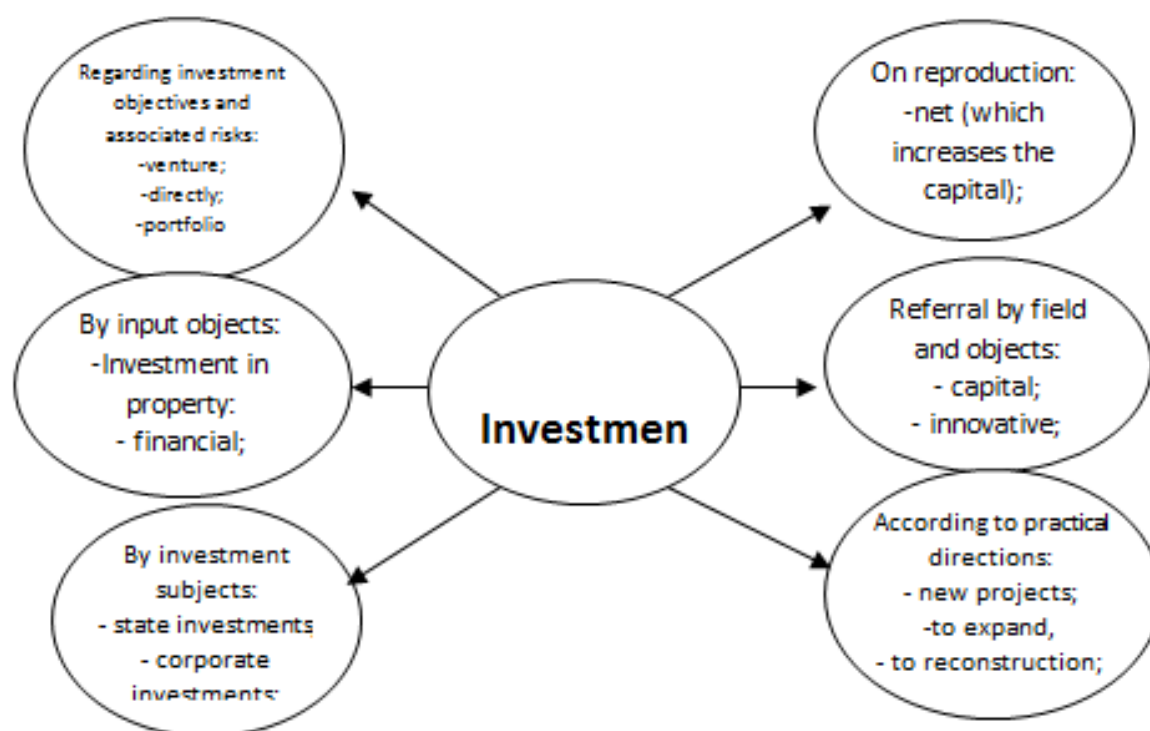 Regarding investment
objectives and
associated risks:
-venture;
-directly;
-portfolio
By input objects:
-Investment in
property:
- financial;
By investment
subjects:
- state investments
- corporate
investments;
Investmen
On reproduction:
-net (which
increases the
capital);
Referral by field
and objects:
- capital;
- innovative;
According to practical
directions:
- new projects;
-to expand,
- to reconstruction;